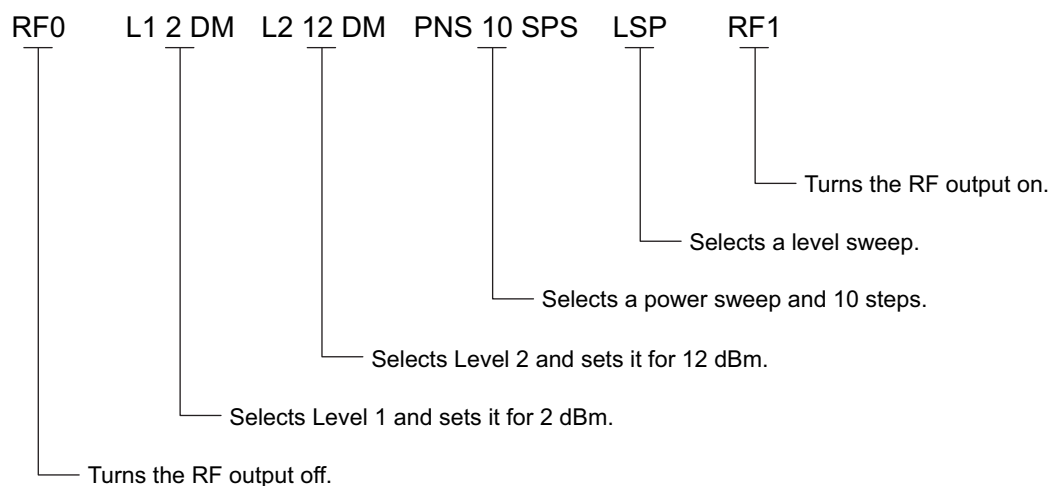 RF0 L1 2 DM L2 12 DM PNS 10 SPS LSP RF1
Turns the RF output on.
Selects a level sweep.
Selects a power sweep and 10 steps.
Selects Level 2 and sets it for 12 dBm.
Selects Level 1 and sets it for 2 dBm.
Turns the RF output off.